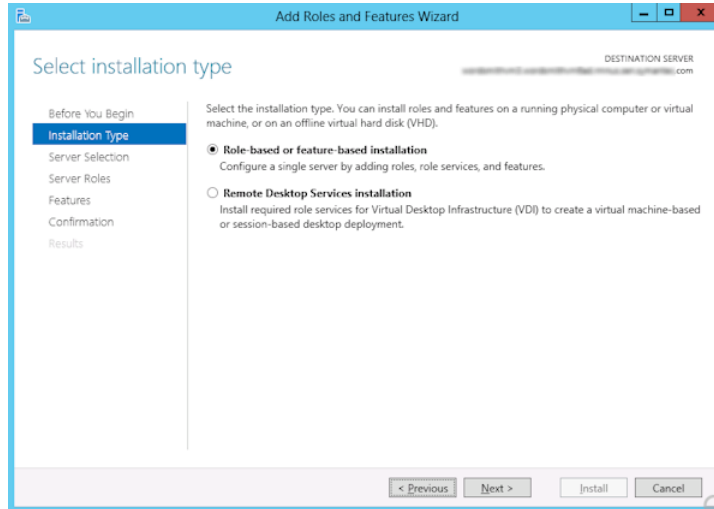 Add Roles and Features Wizard
Select installation type
DESTINATION SERVER
.com
Before You Begin
Installation Type
Server Selection
Server Roles
Features
Confirmation
Results
Select the installation type. You can install roles and features on a running physical computer or virtual
machine, or on an offline virtual hard disk (VHD).
Role-based or feature-based installation
Configure a single server by adding roles, role services, and features.
Remote Desktop Services installation
Install required role services for Virtual Desktop Infrastructure (VDI) to create a virtual machine-based
or session-based desktop deployment.
< Previous
Next >
Install
Cancel